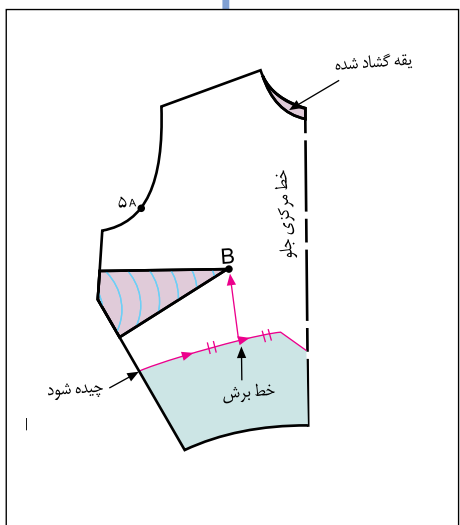 یقه گشاد شده
خط مرکزی جلو
۵A
B
چیده شود
خط برش